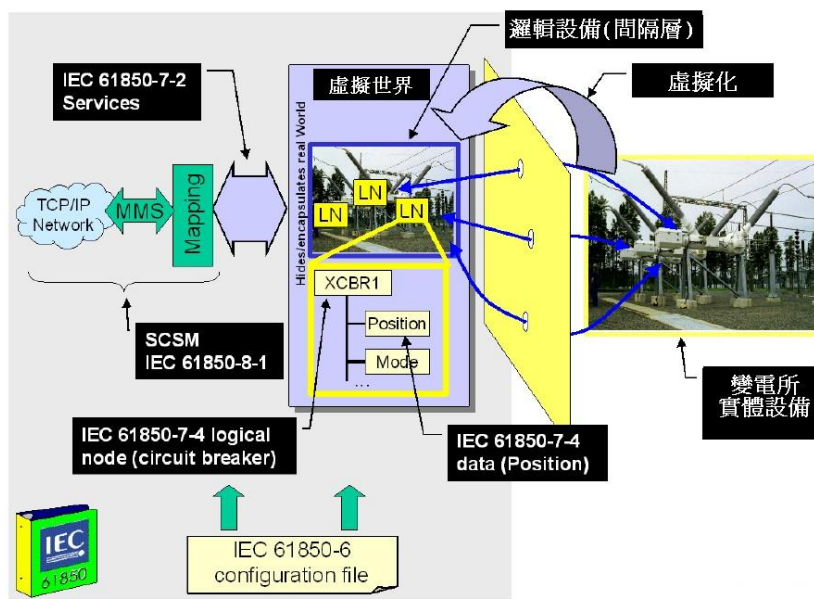 邏輯設備(間隔層)
IEC 61850-7-2
Services
虛擬世界
虛擬化
Hides/encapsulates real World
TCP/IP
Network
MMS
Mapping
LN
LN
LN
XCBR1
Position
Mode
...
SCSM
IEC 61850-8-1
變電所
實體設備
IEC 61850-7-4 logical
node (circuit breaker)
IEC 61850-7-4
data (Position)
IEC 61850-6
configuration file
IEC
61850